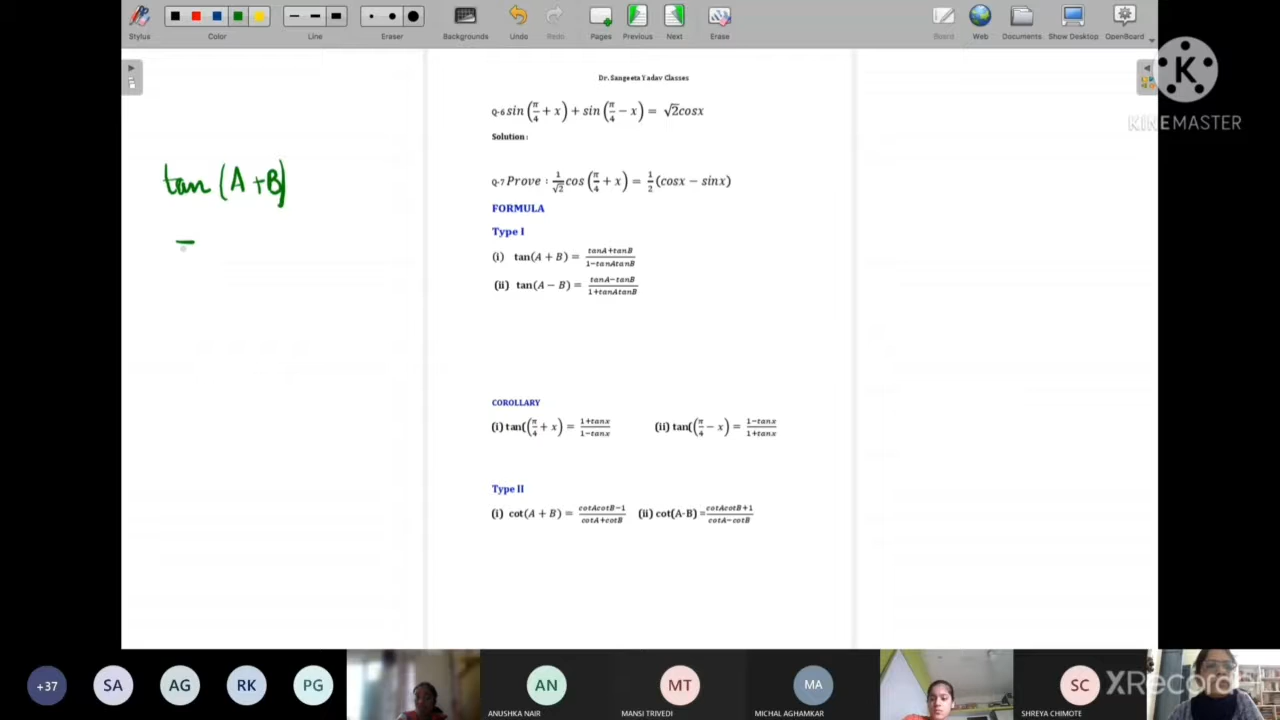 Stylus Color Line Eraser Backgrounds Undo Redo Pages Previous Next Erase Board Web Documents Show Desktop OpenBoard
K
KINEMASTER
Dr. Sangeeta Yadav Classes
Q-6 sin (π/4 + x) + sin (π/4 − x) = √2cosx
Solution :
tan (A+B)
Q-7 Prove : 1/√2 cos (π/4 + x) = 1/2 (cosx − sinx)
FORMULA
Type I
(i) tan(A + B) = tanA+tanB/1−tanAtanB
(ii) tan(A − B) = tanA−tanB/1+tanAtanB
COROLLARY
(i) tan((π/4 + x) = 1+tanx/1−tanx (ii) tan((π/4 − x) = 1−tanx/1+tanx
Type II
(i) cot(A + B) = cotAcotB−1/cotA+cotB (ii) cot(A-B) = cotAcotB+1/cotA−cotB
+37 SA AG RK PG AN MT MA SC XRecorder
ANUSHKA NAIR MANSI TRIVEDI MICHAL AGHAMKAR SHREYA CHIMOTE